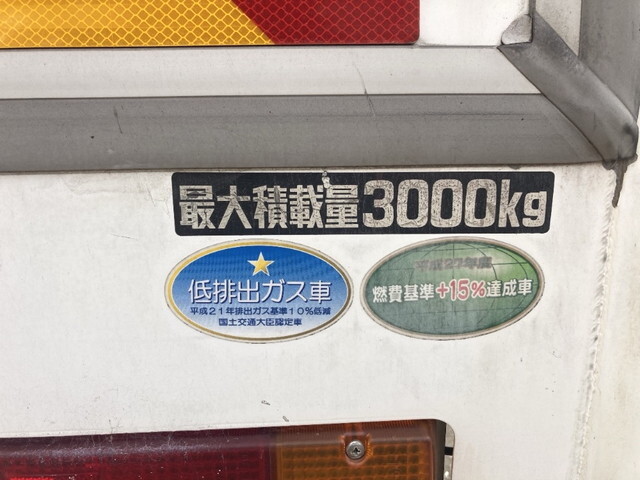 最大積載量3000kg
低排出ガス車
平成21年排出ガス基準10%低減
国土交通大臣認定車
平成27年度
燃費基準+15%達成車